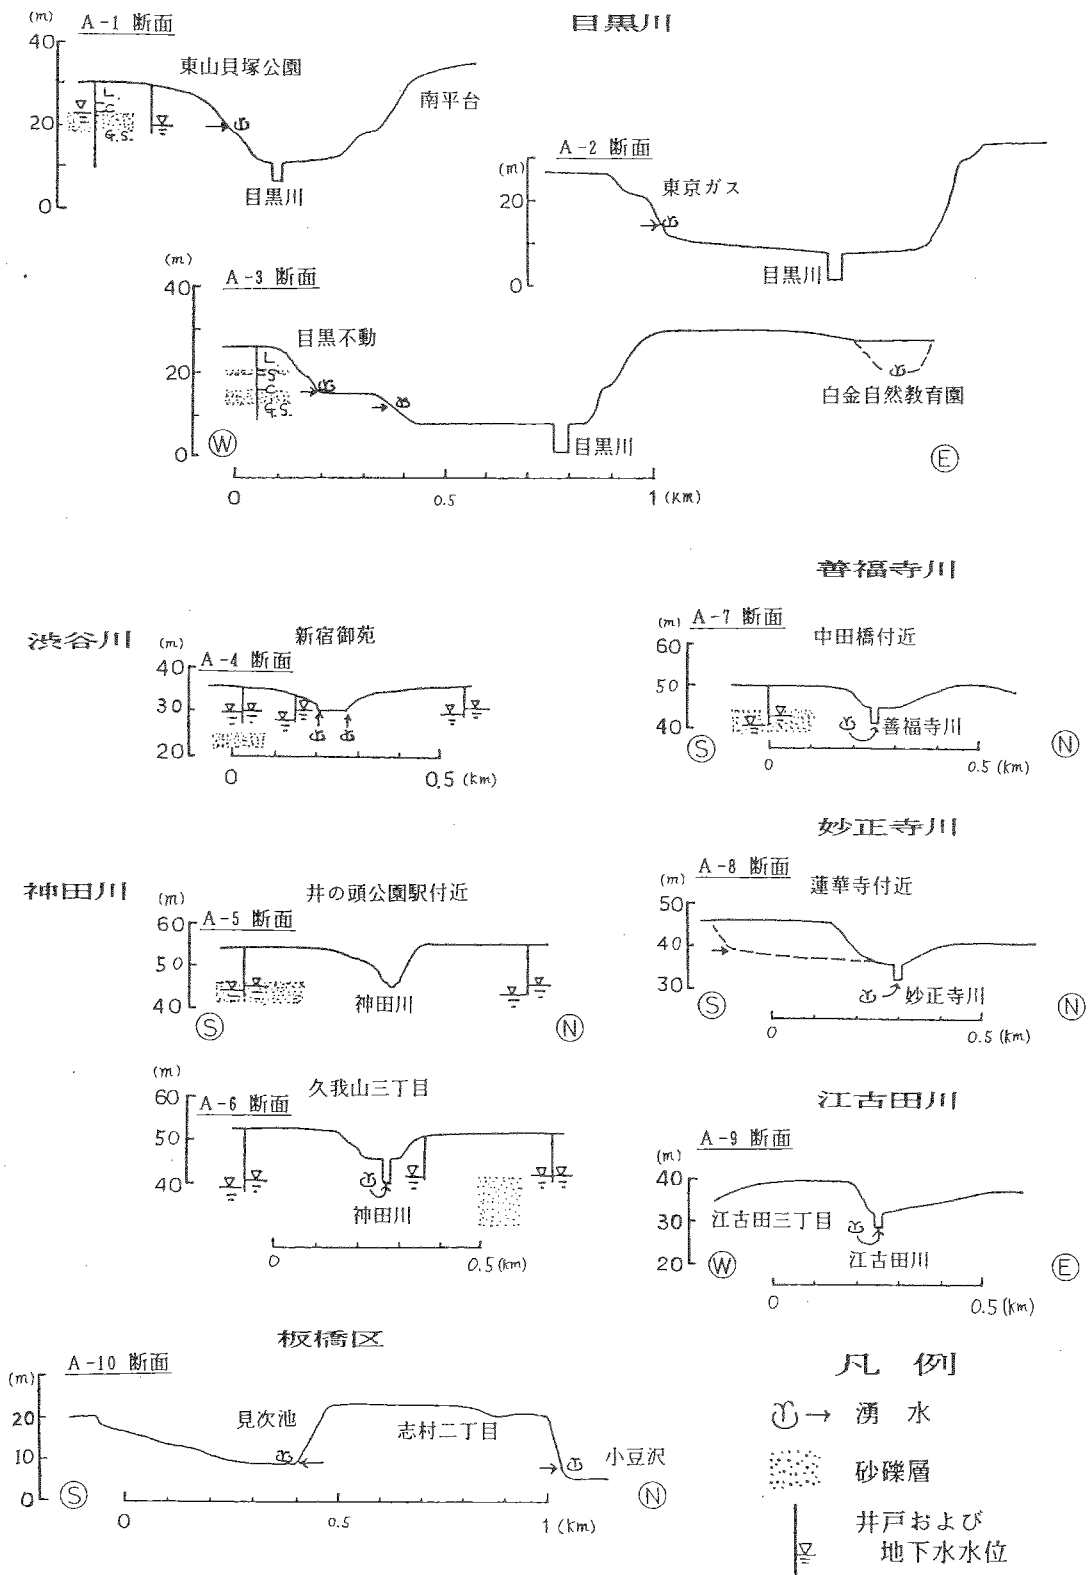 目黒川
(m)
A-1 断面
40
20
0
東山貝塚公園
南平台
L.
C.
G.S.
目黒川
A-2 断面
(m)
20
0
東京ガス
目黒川
(m)
A-3 断面
40
20
0
目黒不動
L.
S.
C.
G.S.
目黒川
白金自然教育園
W
E
0 0.5 1 (km)
渋谷川
(m)
新宿御苑
A-4 断面
40
30
20
0 0.5 (km)
善福寺川
(m) A-7 断面
中田橋付近
60
50
40
善福寺川
S
N
0 0.5 (km)
神田川
(m)
井の頭公園駅付近
A-5 断面
60
50
40
神田川
S
N
(m)
久我山三丁目
A-6 断面
60
50
40
神田川
0 0.5 (km)
妙正寺川
A-8 断面
(m)
蓮華寺付近
50
40
30
妙正寺川
S
N
0 0.5 (km)
江古田川
A-9 断面
(m)
40
30
20
江古田三丁目
江古田川
W
E
0 0.5 (km)
板橋区
A-10 断面
(m)
20
10
0
見次池
志村二丁目
小豆沢
S
N
0 0.5 1 (km)
凡 例
湧 水
砂礫層
井戸および
地下水水位